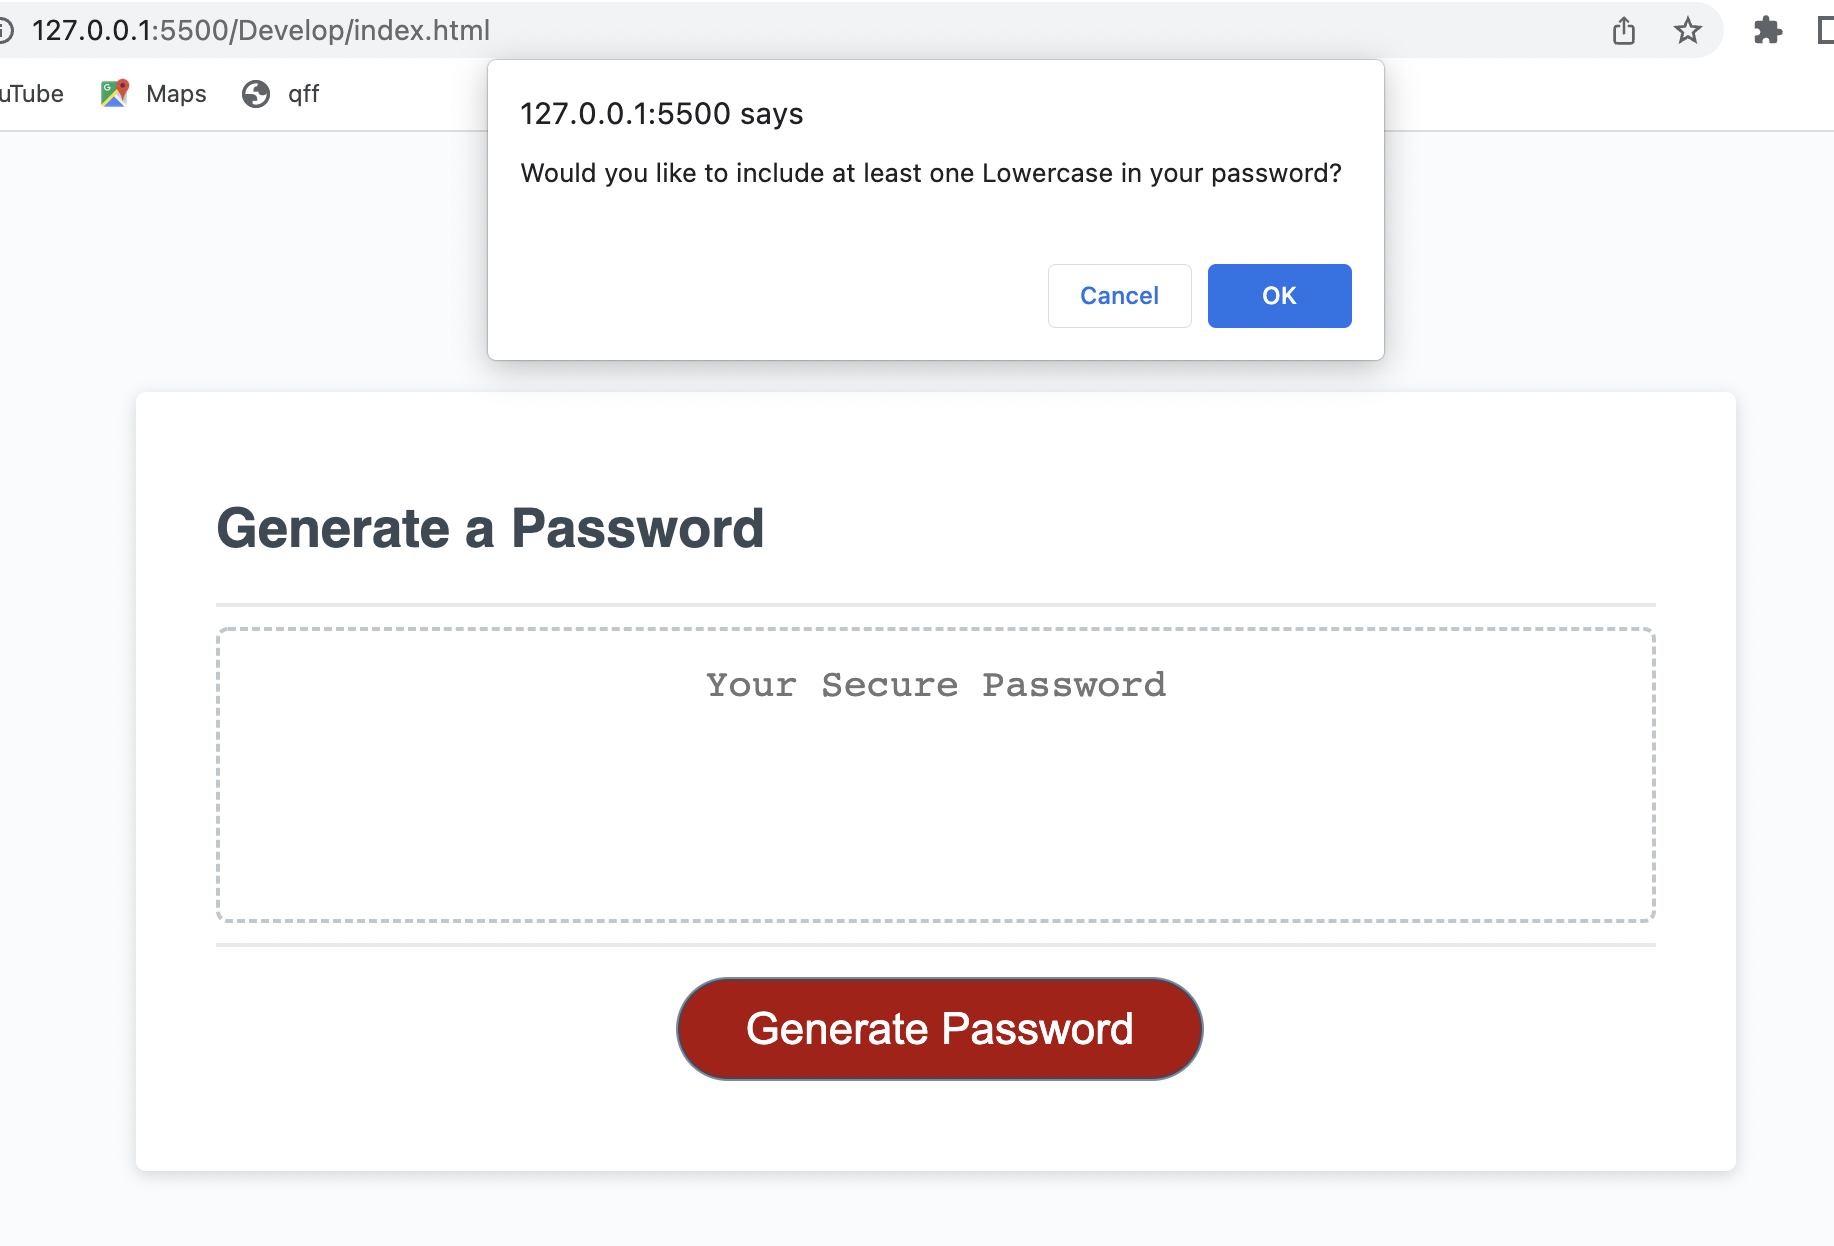 127.0.0.1:5500/Develop/index.html
uTube Maps qff
127.0.0.1:5500 says
Would you like to include at least one Lowercase in your password?
Cancel OK
Generate a Password
Your Secure Password
Generate Password